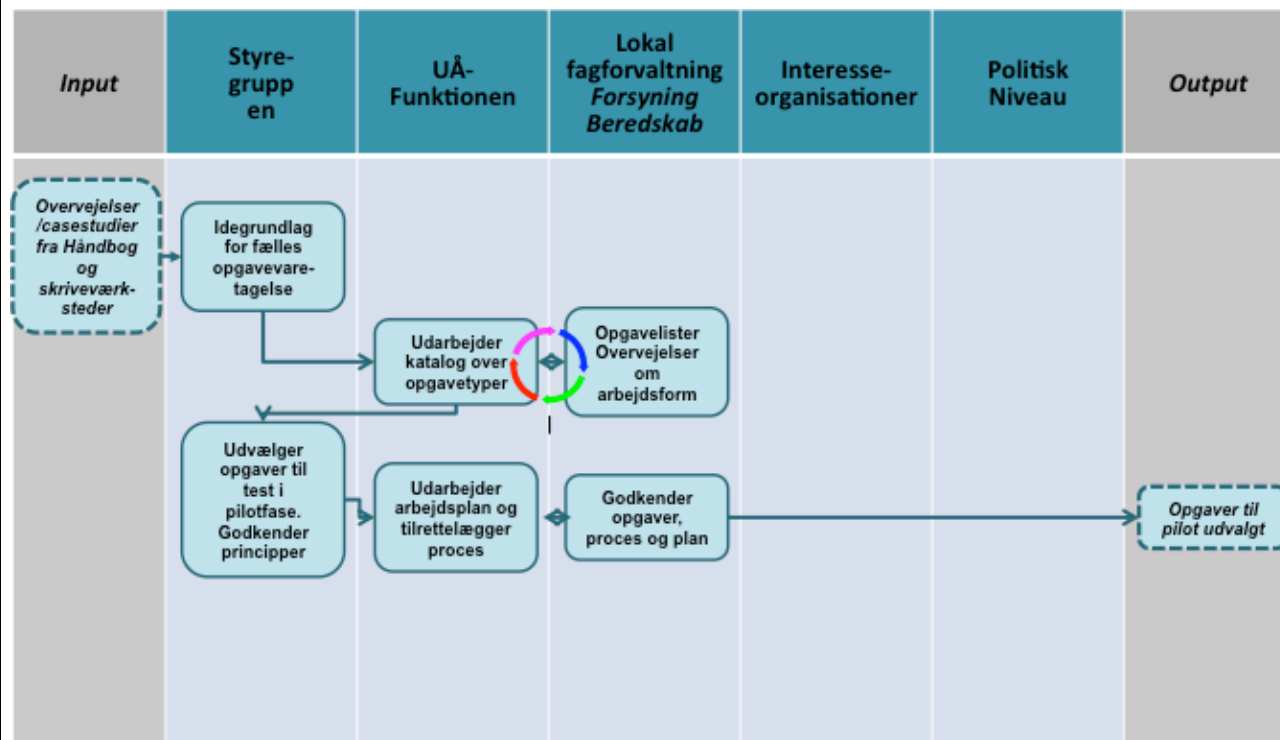 Input
Styre-
grupp
en
UÅ-
Funktionen
Lokal
fagforvaltning
Forsyning
Beredskab
Interesse-
organisationer
Politisk
Niveau
Output
Overvejelser
/casestudier
fra Håndbog
og
skriveværk-
steder
Idegrundlag
for fælles
opgavevare-
tagelse
Udarbejder
katalog over
opgavetyper
Opgavelister
Overvejelser
om
arbejdsform
Udvælger
opgaver til
test i
pilotfase.
Godkender
principper
Udarbejder
arbejdsplan og
tilrettelægger
proces
Godkender
opgaver,
proces og plan
Opgaver til
pilot udvalgt